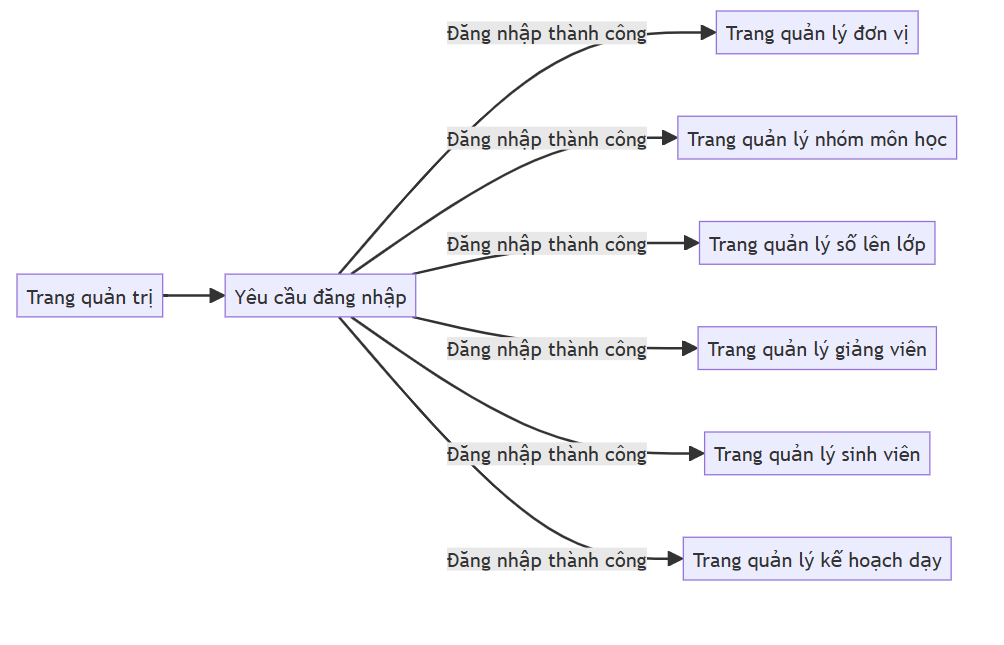 Đăng nhập thành công
Trang quản lý đơn vị
Đăng nhập thành công
Trang quản lý nhóm môn học
Đăng nhập thành công
Trang quản lý số lên lớp
Trang quản trị
Yêu cầu đăng nhập
Đăng nhập thành công
Trang quản lý giảng viên
Đăng nhập thành công
Trang quản lý sinh viên
Đăng nhập thành công
Trang quản lý kế hoạch dạy